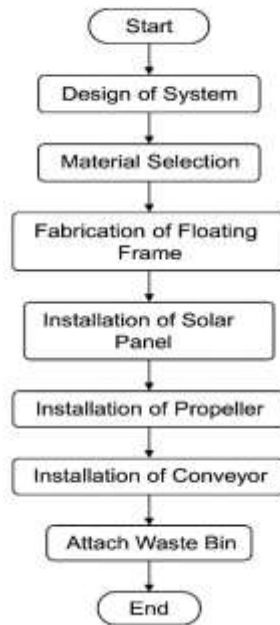 Start
Design of System
Material Selection
Fabrication of Floating
Frame
Installation of Solar
Panel
Installation of Propeller
Installation of Conveyor
Attach Waste Bin
End